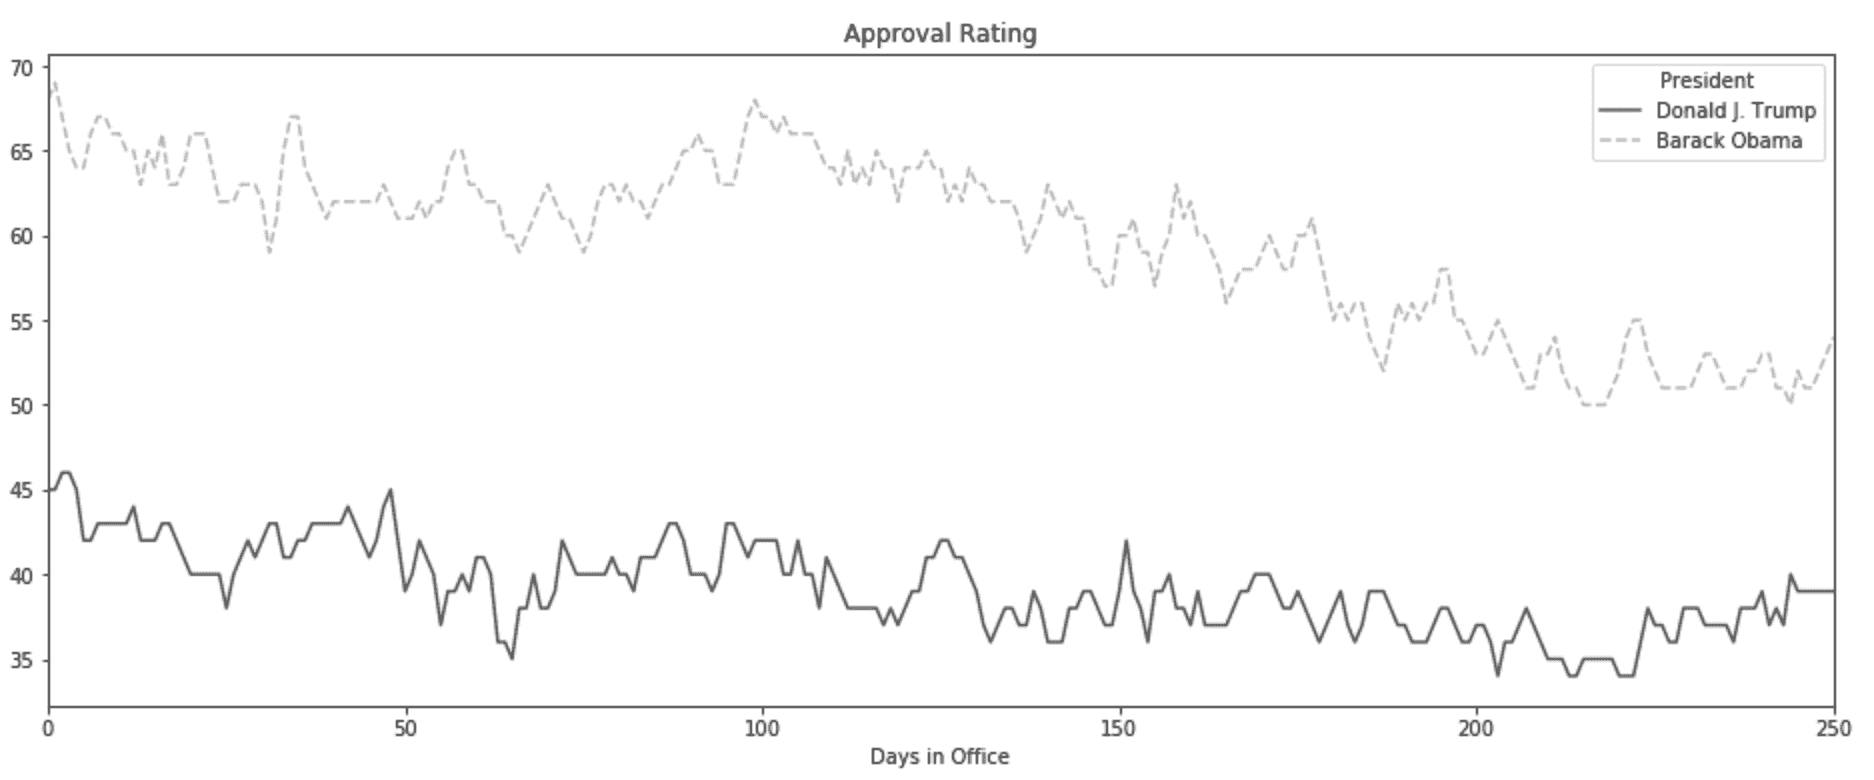 Approval Rating
70
65
60
55
50
45
40
35
President
Donald J. Trump
Barack Obama
0 50 100 150 200 250
Days in Office